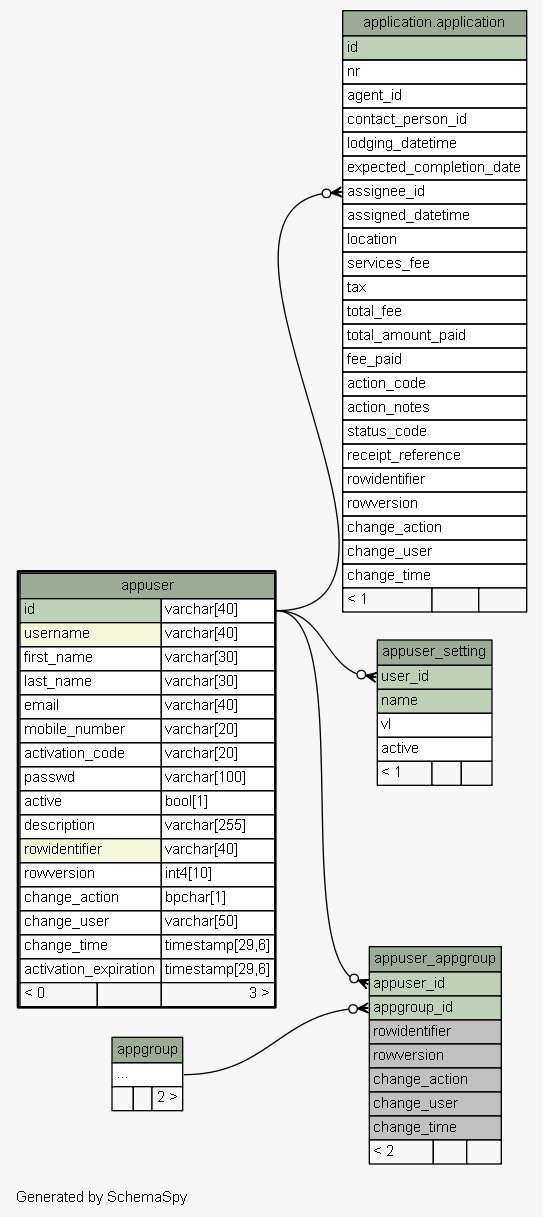 application.application
id
nr
agent_id
contact_person_id
lodging_datetime
expected_completion_date
assignee_id
assigned_datetime
location
services_fee
tax
total_fee
total_amount_paid
fee_paid
action_code
action_notes
status_code
receipt_reference
rowidentifier
rowversion
change_action
change_user
change_time
< 1
appuser
id varchar[40]
username varchar[40]
first_name varchar[30]
last_name varchar[30]
email varchar[40]
mobile_number varchar[20]
activation_code varchar[20]
passwd varchar[100]
active bool[1]
description varchar[255]
rowidentifier varchar[40]
rowversion int4[10]
change_action bpchar[1]
change_user varchar[50]
change_time timestamp[29,6]
activation_expiration timestamp[29,6]
< 0 3 >
appuser_setting
user_id
name
vl
active
< 1
appuser_appgroup
appuser_id
appgroup_id
rowidentifier
rowversion
change_action
change_user
change_time
< 2
appgroup
...
2 >
Generated by SchemaSpy